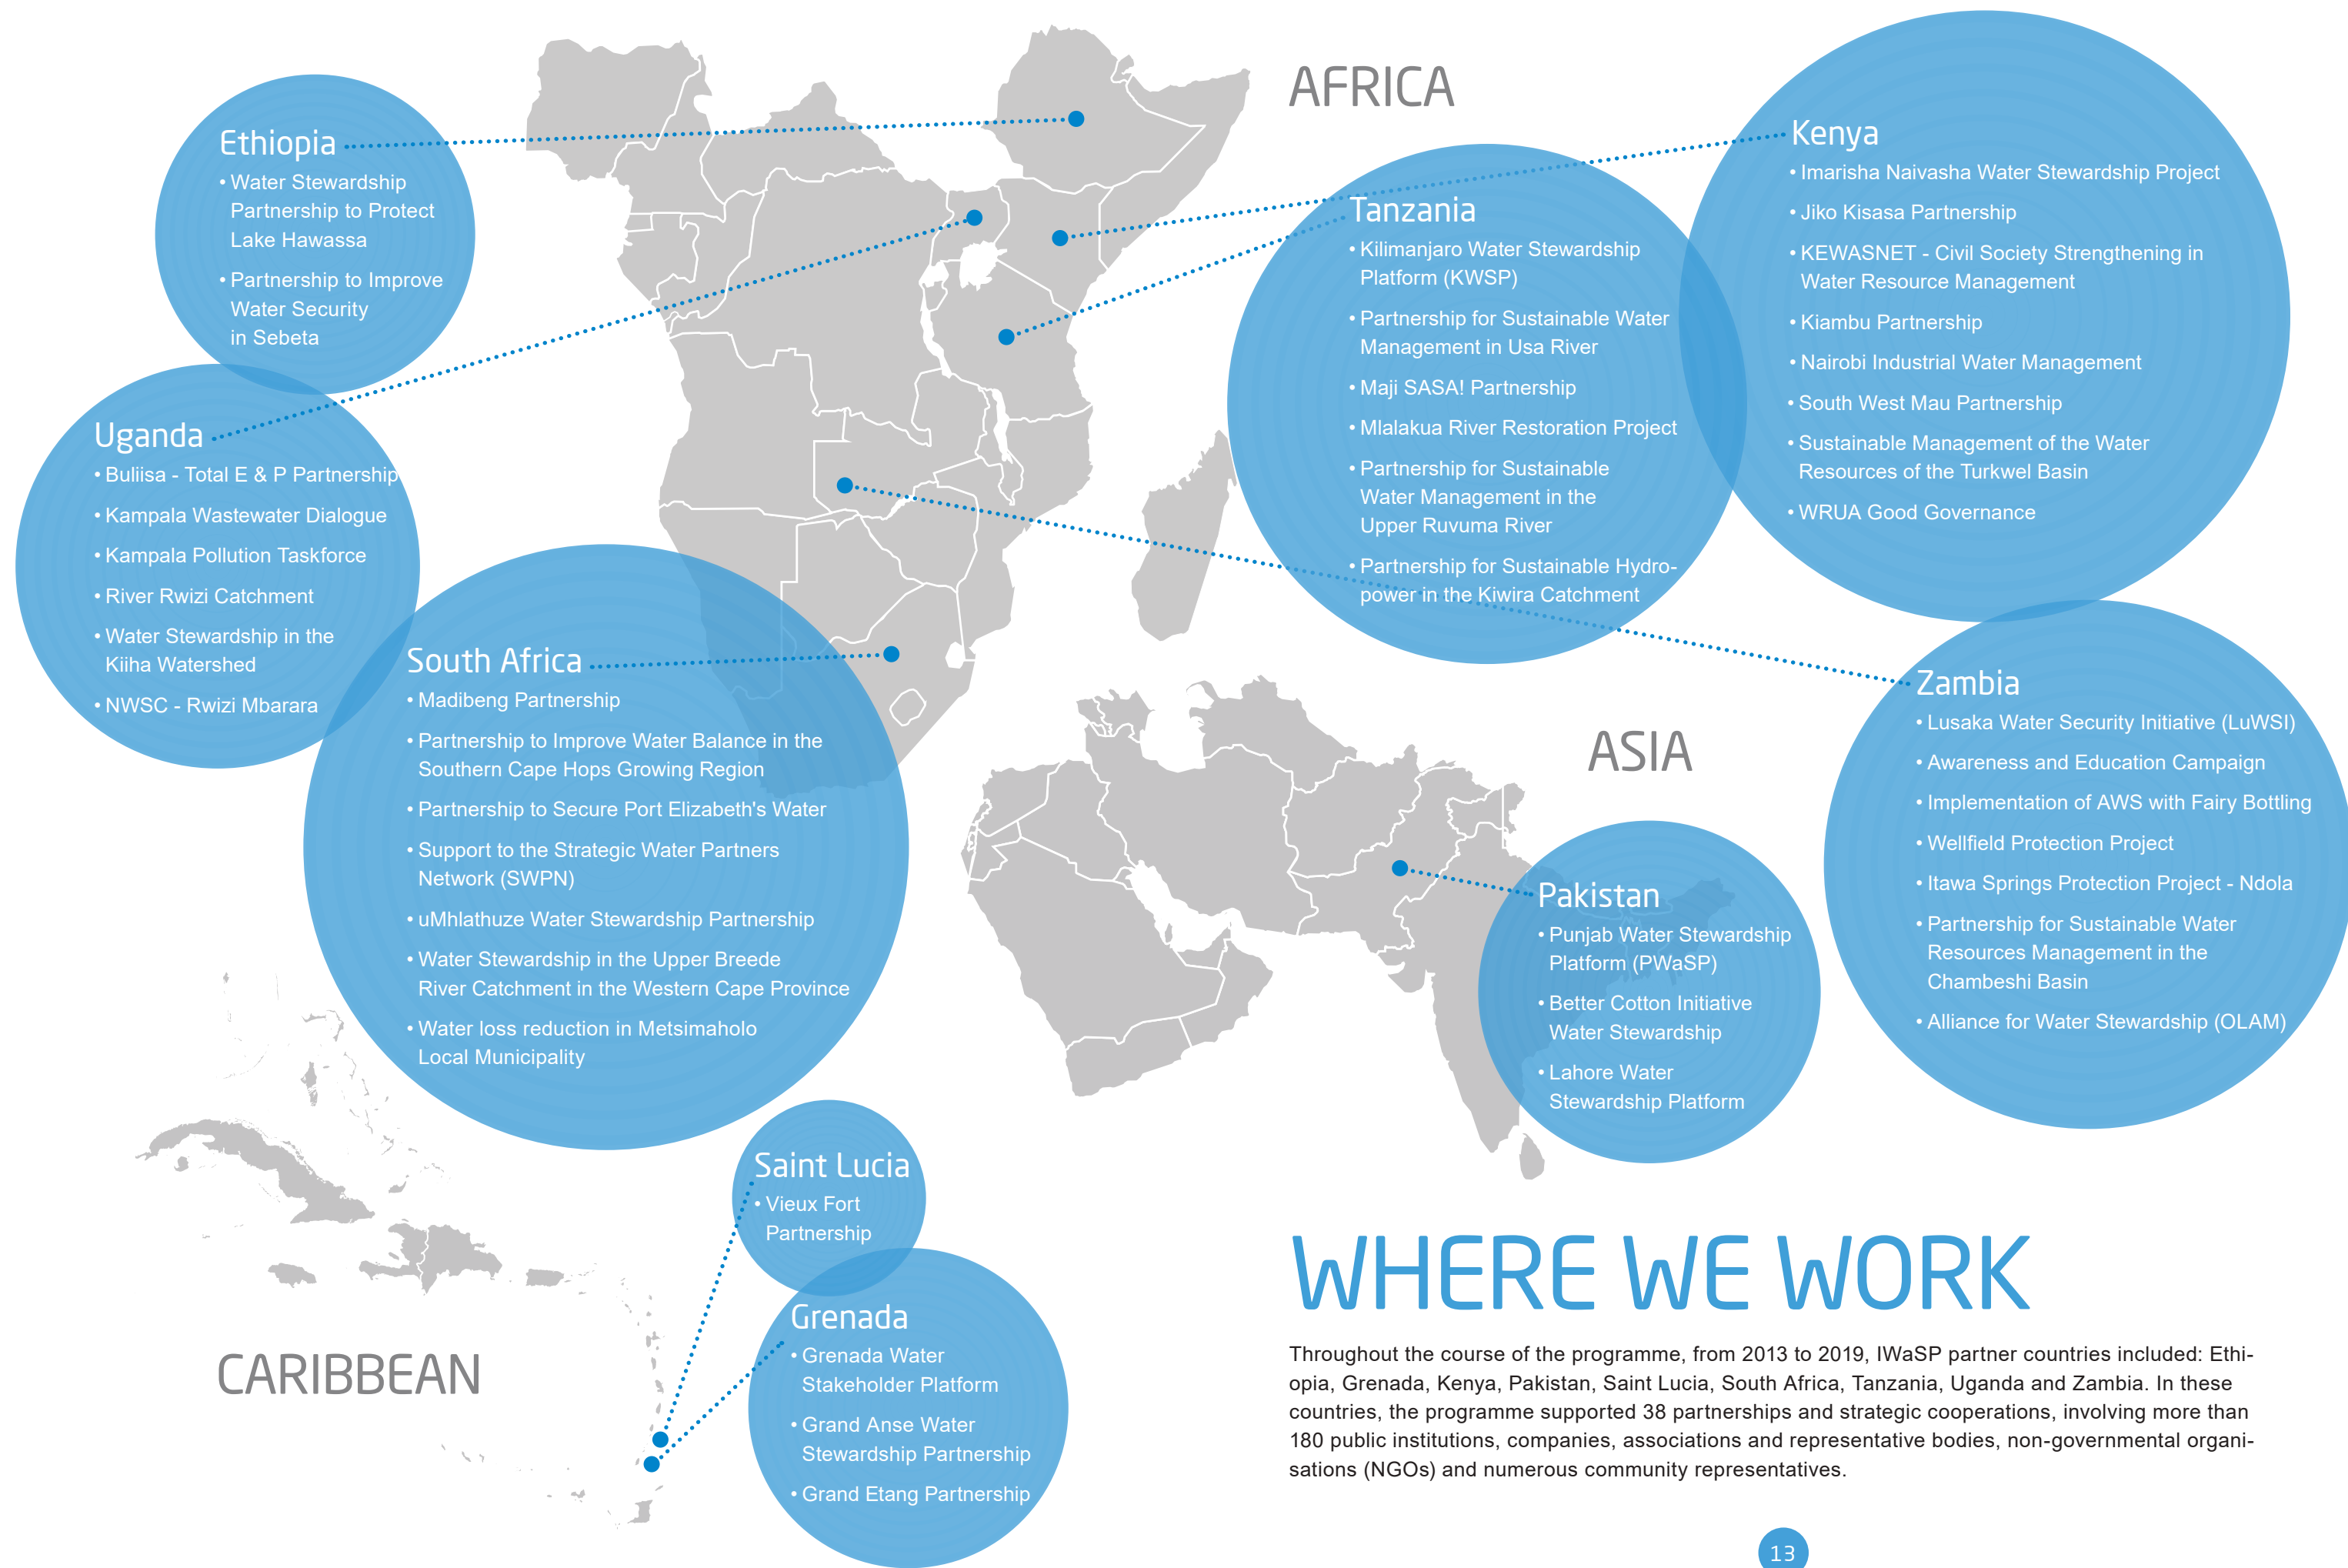 AFRICA
Ethiopia
• Water Stewardship
Partnership to Protect
Lake Hawassa
• Partnership to Improve
Water Security
in Sebeta
Uganda
• Buliisa - Total E & P Partnership
• Kampala Wastewater Dialogue
• Kampala Pollution Taskforce
• River Rwizi Catchment
• Water Stewardship in the
Kiiha Watershed
• NWSC - Rwizi Mbarara
South Africa
• Madibeng Partnership
• Partnership to Improve Water Balance in the
Southern Cape Hops Growing Region
• Partnership to Secure Port Elizabeth's Water
• Support to the Strategic Water Partners
Network (SWPN)
• uMhlathuze Water Stewardship Partnership
• Water Stewardship in the Upper Breede
River Catchment in the Western Cape Province
• Water loss reduction in Metsimaholo
Local Municipality
Tanzania
• Kilimanjaro Water Stewardship
Platform (KWSP)
• Partnership for Sustainable Water
Management in Usa River
• Maji SASA! Partnership
• Mlalakua River Restoration Project
• Partnership for Sustainable
Water Management in the
Upper Ruvuma River
• Partnership for Sustainable Hydro-
power in the Kiwira Catchment
Kenya
• Imarisha Naivasha Water Stewardship Project
• Jiko Kisasa Partnership
• KEWASNET - Civil Society Strengthening in
Water Resource Management
• Kiambu Partnership
• Nairobi Industrial Water Management
• South West Mau Partnership
• Sustainable Management of the Water
Resources of the Turkwel Basin
• WRUA Good Governance
Zambia
• Lusaka Water Security Initiative (LuWSI)
• Awareness and Education Campaign
• Implementation of AWS with Fairy Bottling
• Wellfield Protection Project
• Itawa Springs Protection Project - Ndola
• Partnership for Sustainable Water
Resources Management in the
Chambeshi Basin
• Alliance for Water Stewardship (OLAM)
ASIA
Pakistan
• Punjab Water Stewardship
Platform (PWaSP)
• Better Cotton Initiative
Water Stewardship
• Lahore Water
Stewardship Platform
CARIBBEAN
Saint Lucia
• Vieux Fort
Partnership
Grenada
• Grenada Water
Stakeholder Platform
• Grand Anse Water
Stewardship Partnership
• Grand Etang Partnership
WHERE WE WORK
Throughout the course of the programme, from 2013 to 2019, IWaSP partner countries included: Ethi-
opia, Grenada, Kenya, Pakistan, Saint Lucia, South Africa, Tanzania, Uganda and Zambia. In these
countries, the programme supported 38 partnerships and strategic cooperations, involving more than
180 public institutions, companies, associations and representative bodies, non-governmental organi-
sations (NGOs) and numerous community representatives.
13